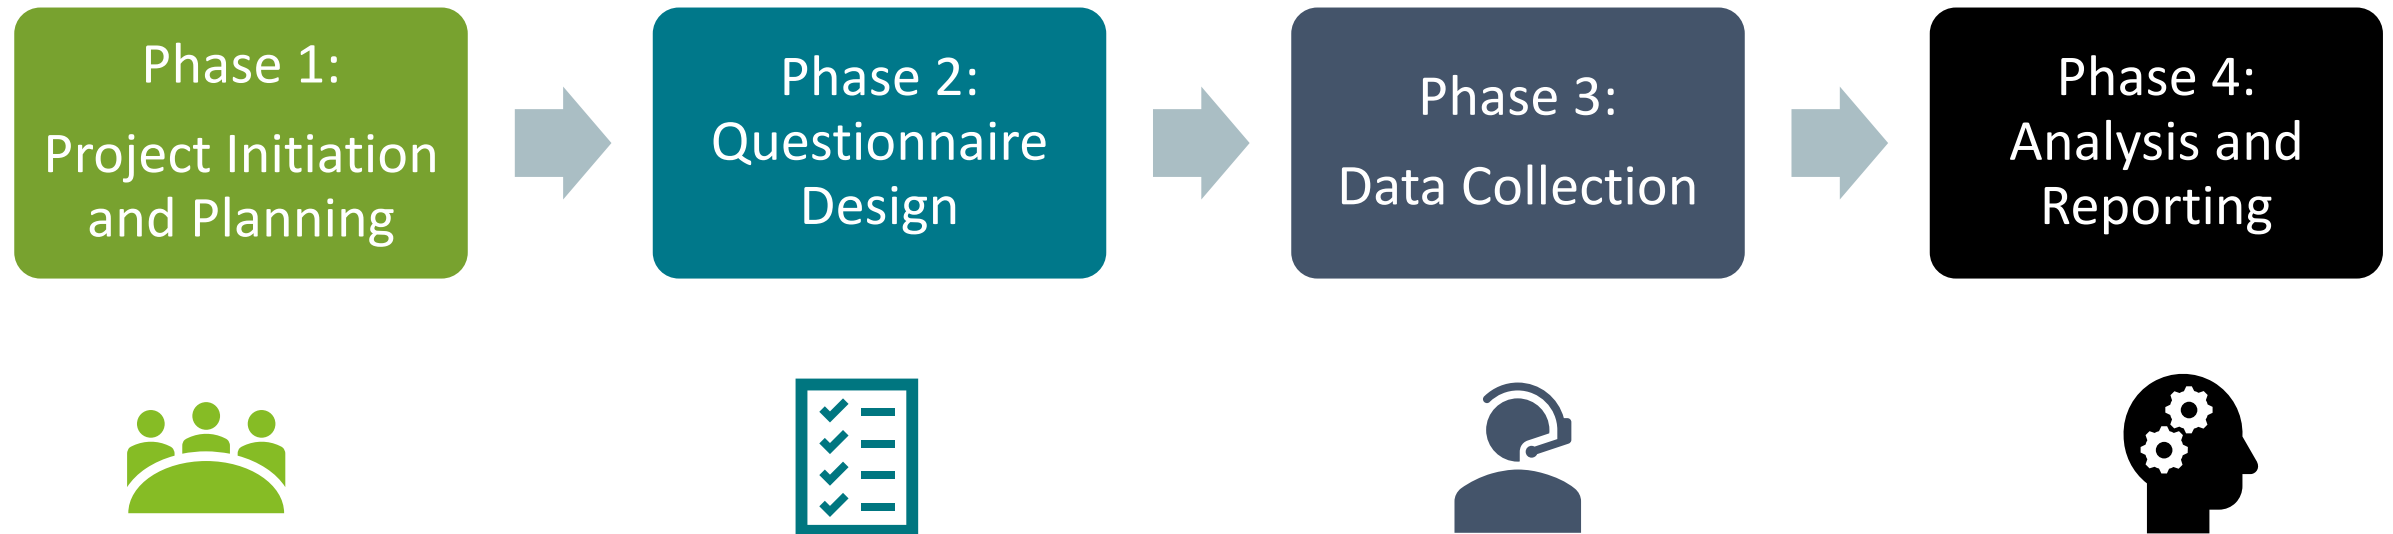 Phase 1:
Project Initiation
and Planning
Phase 2:
Questionnaire
Design
Phase 3:
Data Collection
Phase 4:
Analysis and
Reporting